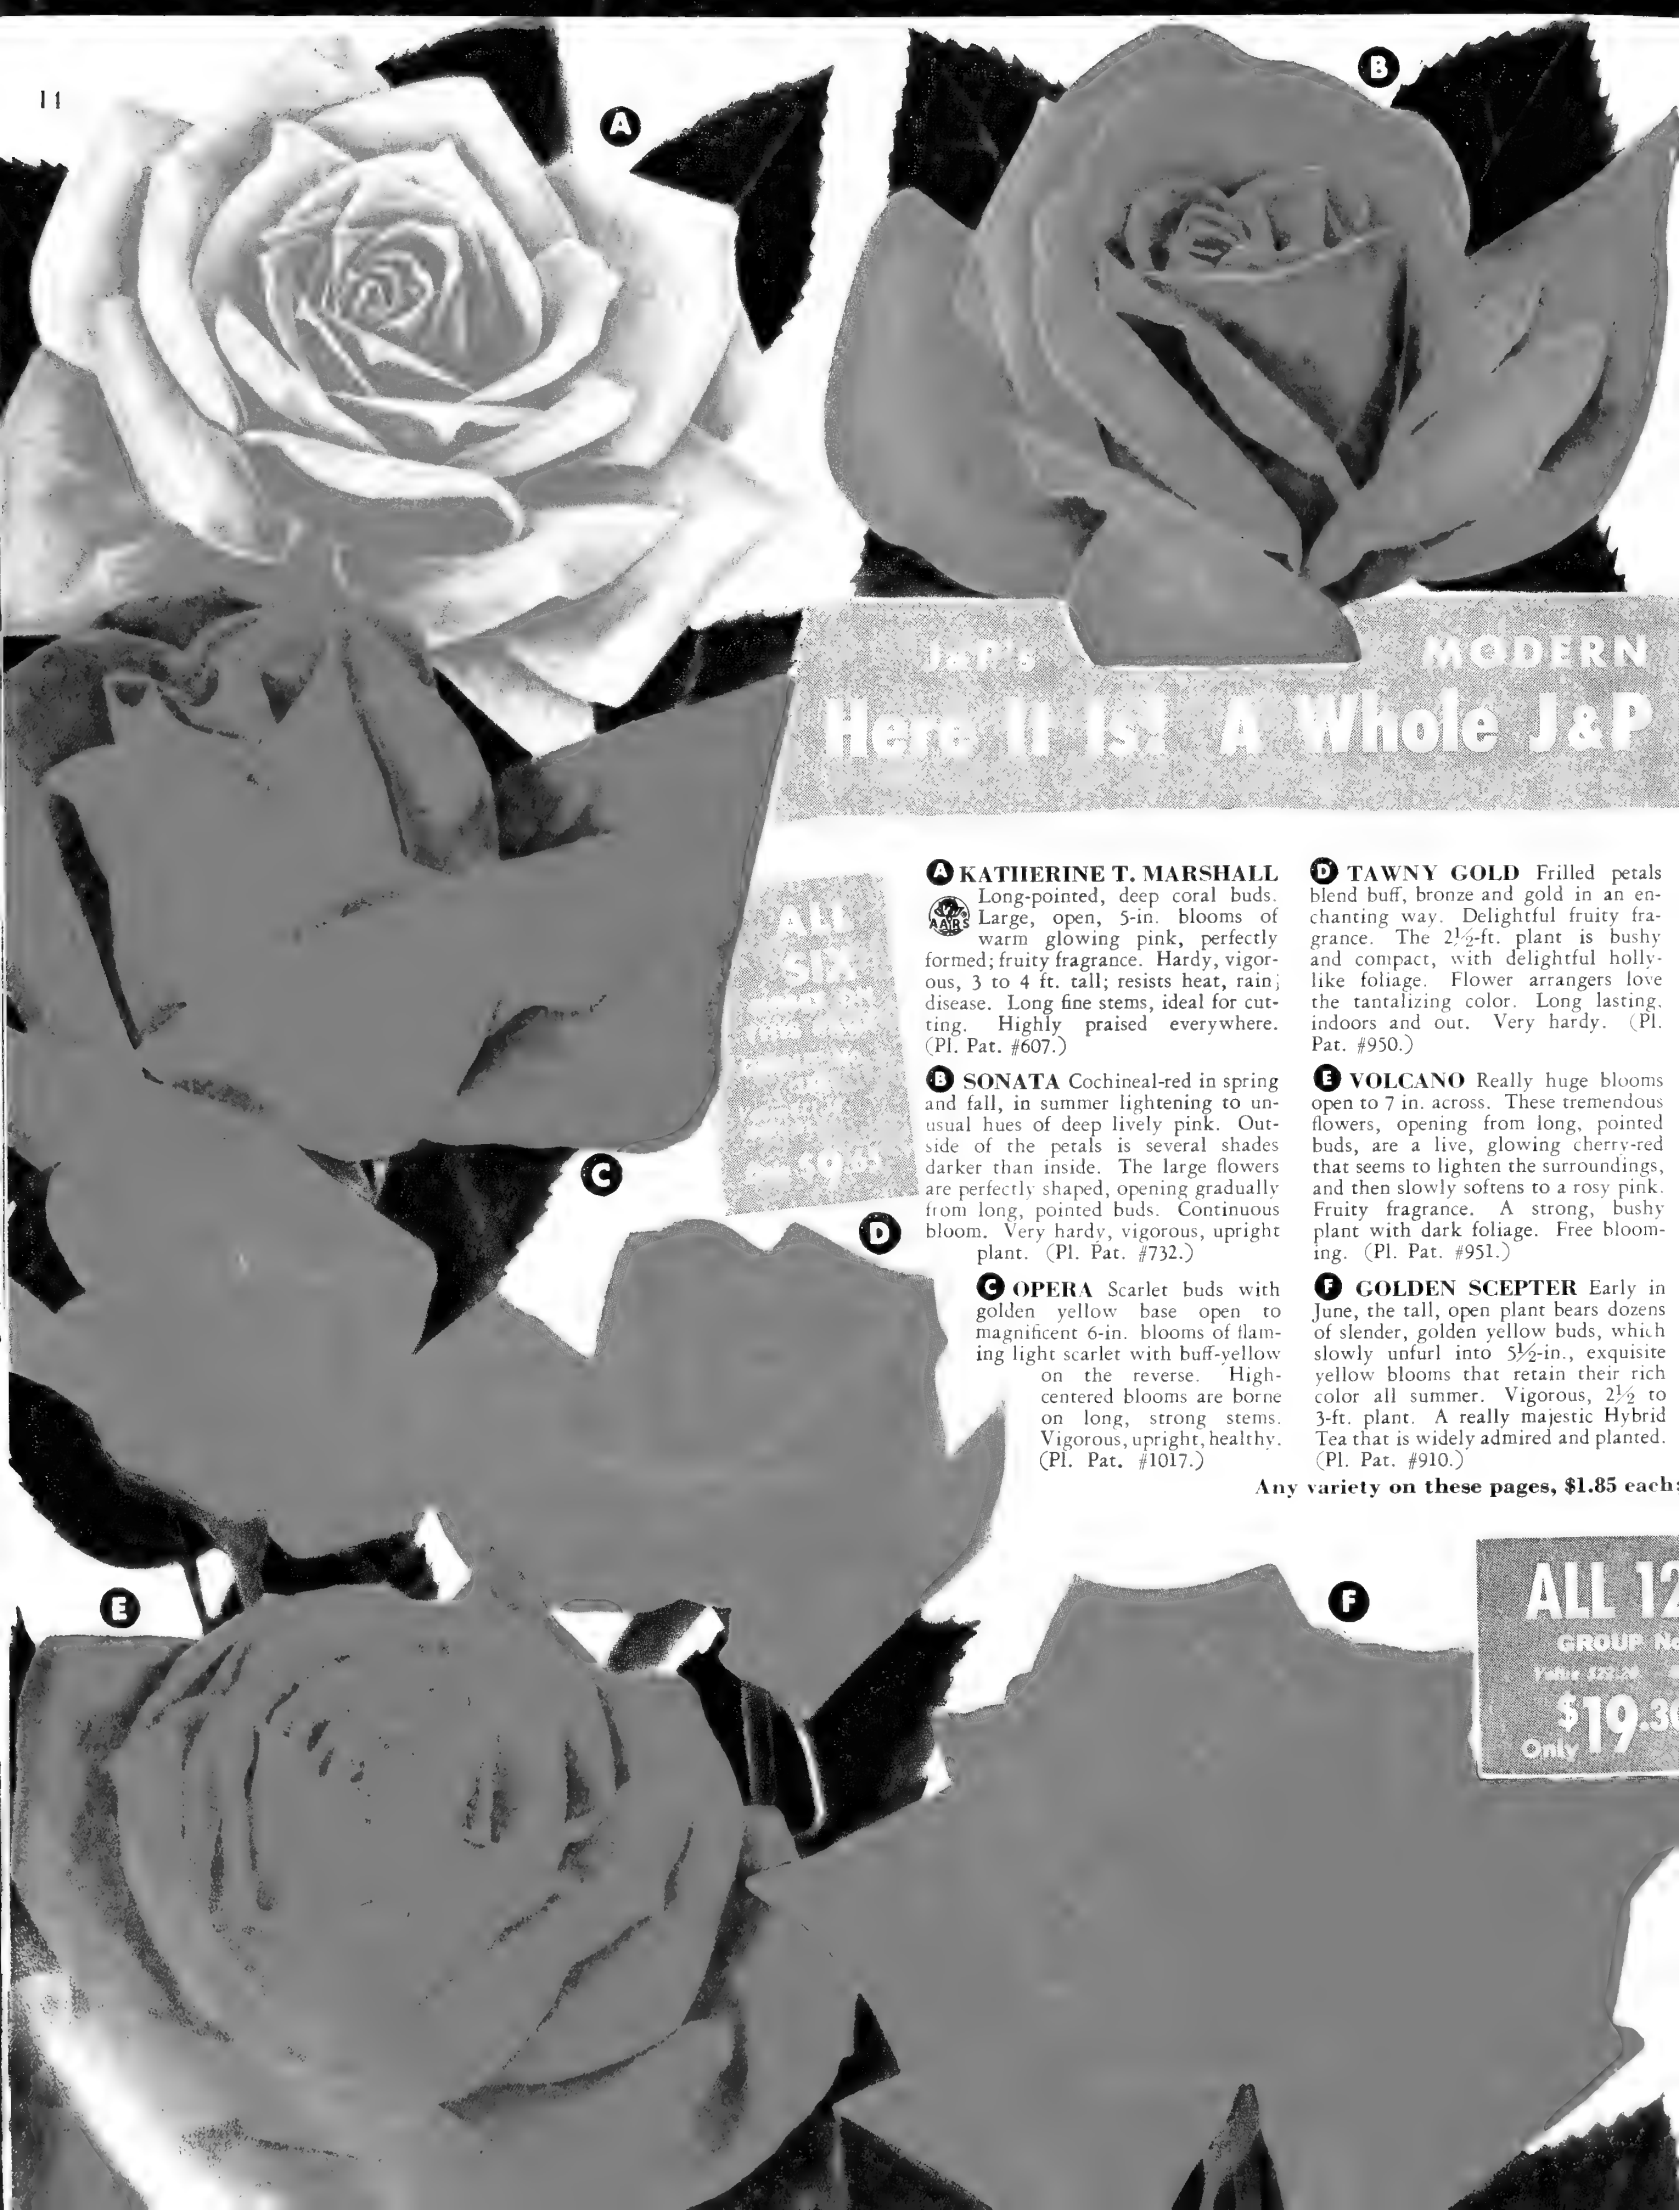 11
A
B
J&P's MODERN
Here It Is! A Whole J&P
ALL
SIX
$9.65
A KATHERINE T. MARSHALL
Long-pointed, deep coral buds.
AARS Large, open, 5-in. blooms of
warm glowing pink, perfectly
formed; fruity fragrance. Hardy, vigor-
ous, 3 to 4 ft. tall; resists heat, rain,
disease. Long fine stems, ideal for cut-
ting. Highly praised everywhere.
(Pl. Pat. #607.)
B SONATA Cochineal-red in spring
and fall, in summer lightening to un-
usual hues of deep lively pink. Out-
side of the petals is several shades
darker than inside. The large flowers
are perfectly shaped, opening gradually
from long, pointed buds. Continuous
bloom. Very hardy, vigorous, upright
plant. (Pl. Pat. #732.)
C OPERA Scarlet buds with
golden yellow base open to
magnificent 6-in. blooms of flam-
ing light scarlet with buff-yellow
on the reverse. High-
centered blooms are borne
on long, strong stems.
Vigorous, upright, healthy.
(Pl. Pat. #1017.)
D TAWNY GOLD Frilled petals
blend buff, bronze and gold in an en-
chanting way. Delightful fruity fra-
grance. The 2½-ft. plant is bushy
and compact, with delightful holly-
like foliage. Flower arrangers love
the tantalizing color. Long lasting,
indoors and out. Very hardy. (Pl.
Pat. #950.)
E VOLCANO Really huge blooms
open to 7 in. across. These tremendous
flowers, opening from long, pointed
buds, are a live, glowing cherry-red
that seems to lighten the surroundings,
and then slowly softens to a rosy pink.
Fruity fragrance. A strong, bushy
plant with dark foliage. Free bloom-
ing. (Pl. Pat. #951.)
F GOLDEN SCEPTER Early in
June, the tall, open plant bears dozens
of slender, golden yellow buds, which
slowly unfurl into 5½-in., exquisite
yellow blooms that retain their rich
color all summer. Vigorous, 2½ to
3-ft. plant. A really majestic Hybrid
Tea that is widely admired and planted.
(Pl. Pat. #910.)
Any variety on these pages, $1.85 each;
C
D
E
F
ALL 12
GROUP No
Value $22.20
$19.30
Only